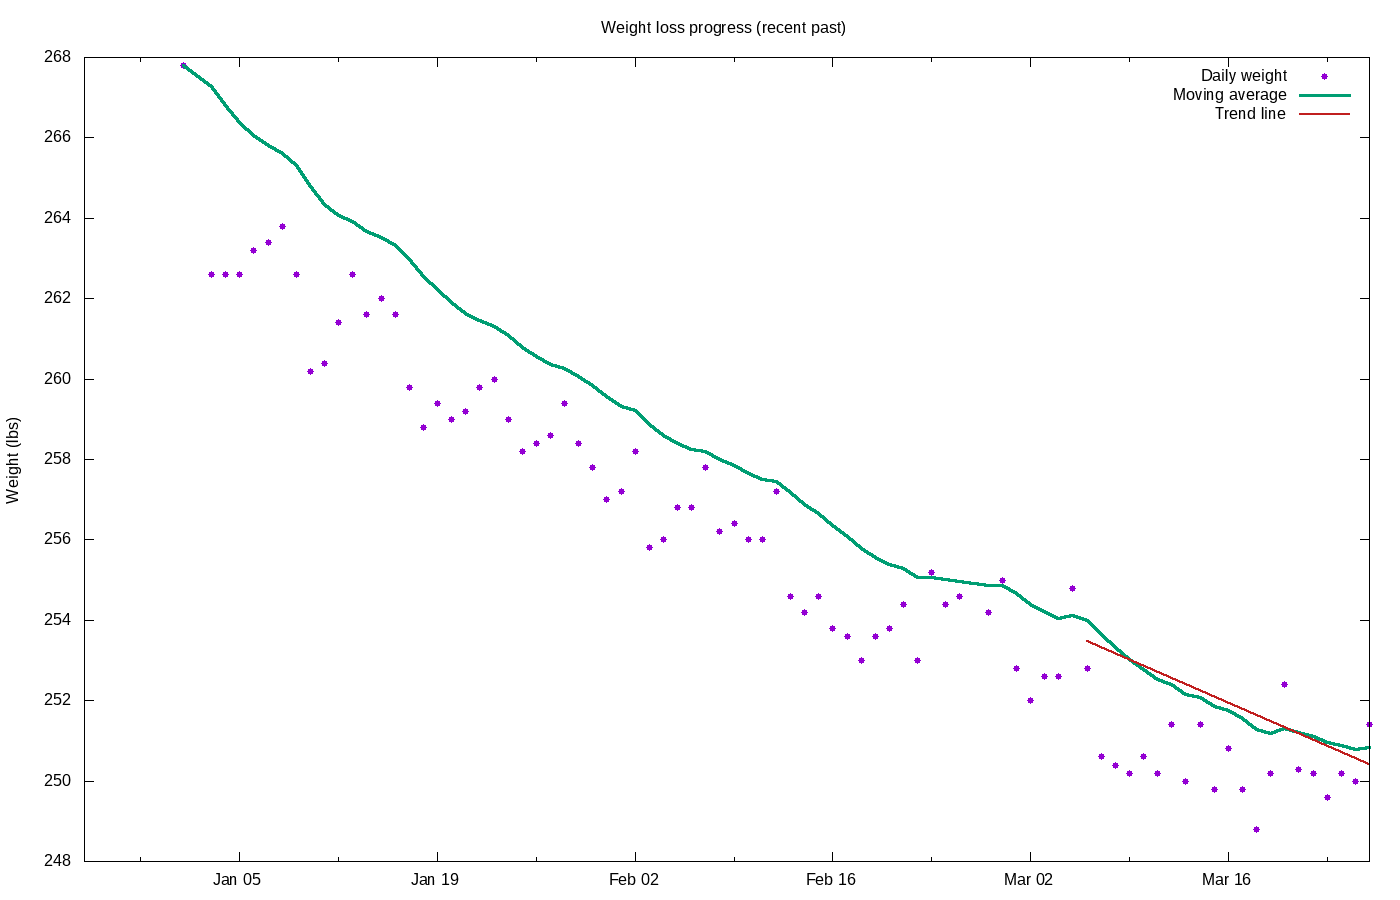 Weight loss progress (recent past)
268
266
264
262
260
258
256
254
252
250
248
Weight (lbs)
Daily weight
Moving average
Trend line
Jan 05
Jan 19
Feb 02
Feb 16
Mar 02
Mar 16